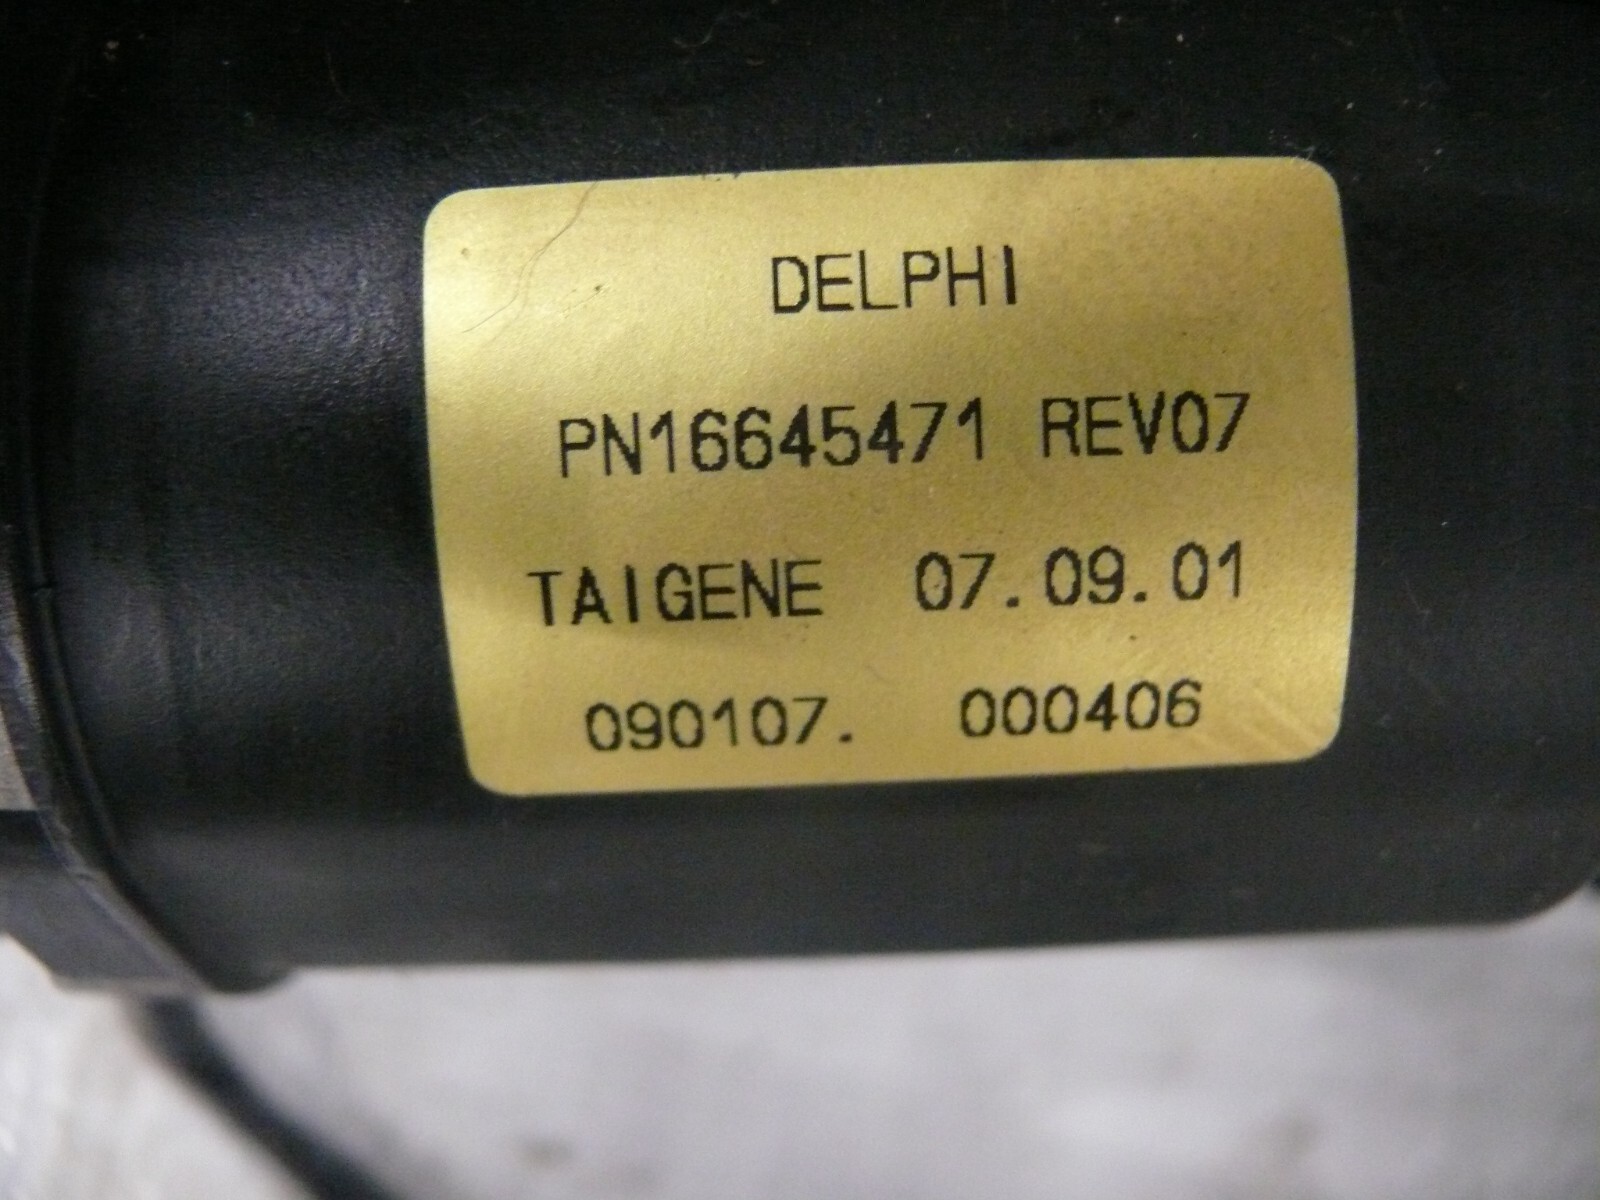 DELPHI
PN16645471 REV07
TAIGENE 07.09.01
090107. 000406